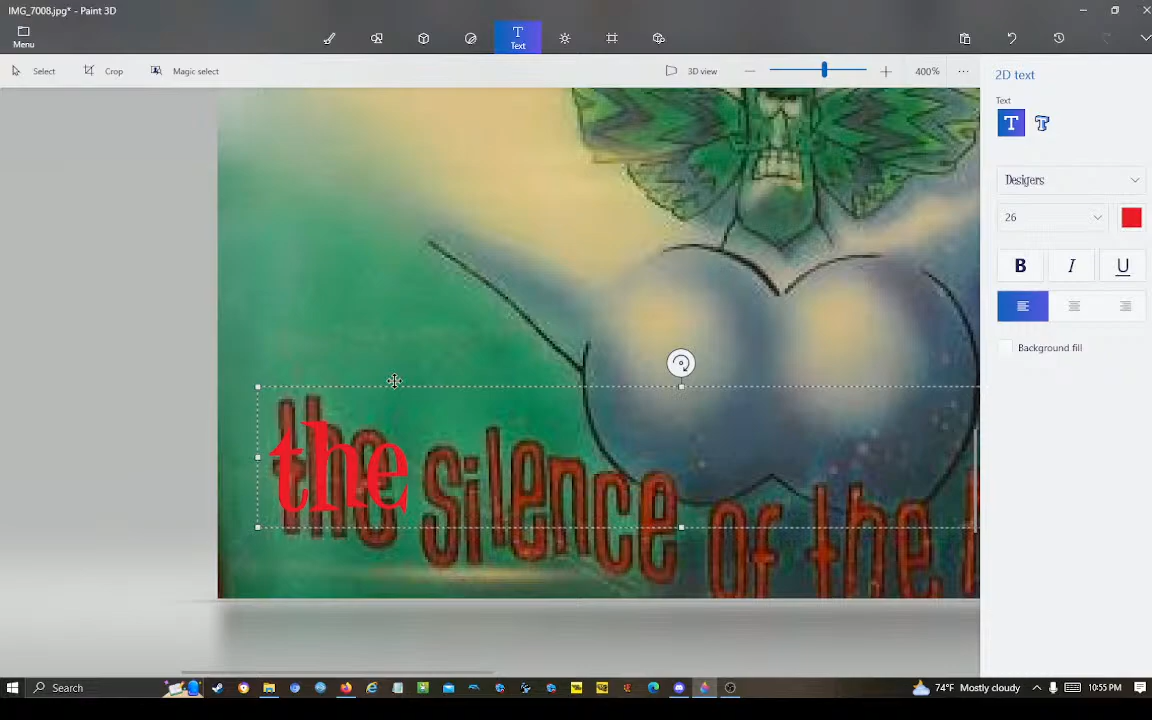 IMG_7008.jpg* - Paint 3D
Menu
Text
Select
Crop
Magic select
3D view
400%
2D text
Text
T
T
Desigers
26
B
I
U
Background fill
the
the silence of the
Search
74°F Mostly cloudy
10:55 PM